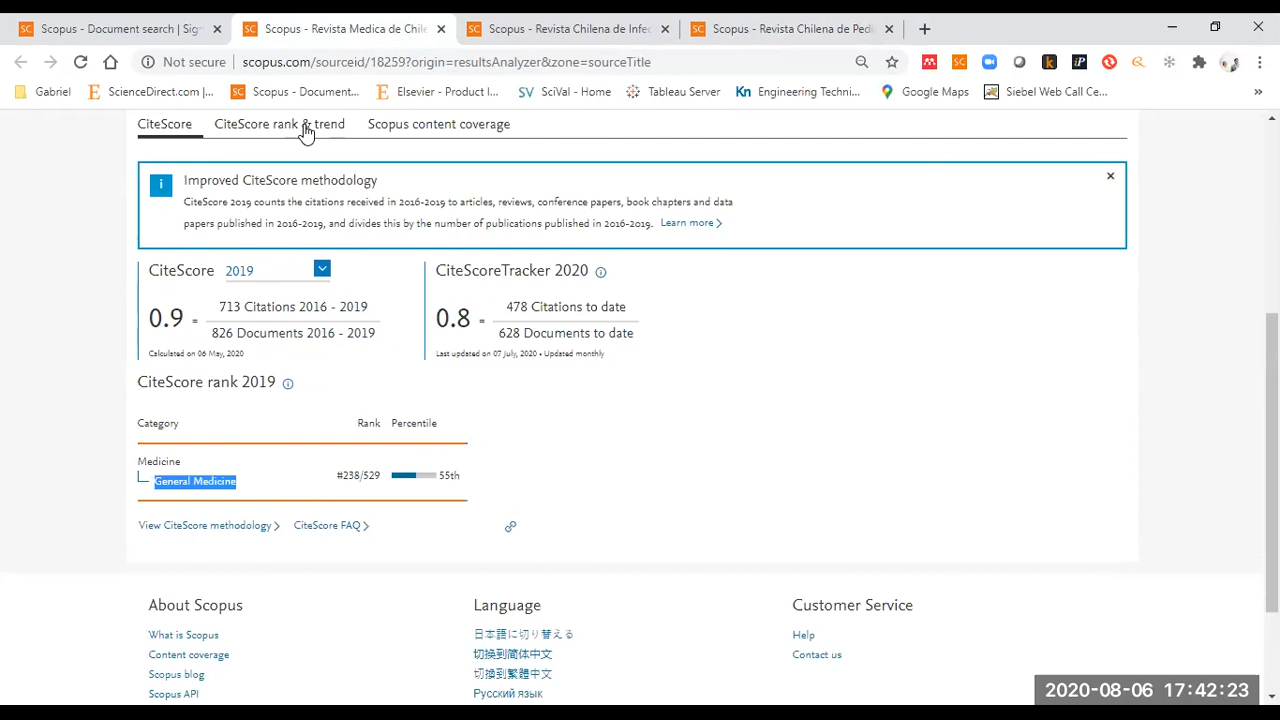 Scopus - Document search | Sig
Scopus - Revista Medica de Chile
Scopus - Revista Chilena de Infec
Scopus - Revista Chilena de Pedi
Not secure
scopus.com/sourceid/18259?origin=resultsAnalyzer&zone=sourceTitle
Gabriel
ScienceDirect.com |...
Scopus - Document...
Elsevier - Product I...
SciVal - Home
Tableau Server
Engineering Techni...
Google Maps
Siebel Web Call Ce...
CiteScore
CiteScore rank & trend
Scopus content coverage
Improved CiteScore methodology
CiteScore 2019 counts the citations received in 2016-2019 to articles, reviews, conference papers, book chapters and data
papers published in 2016-2019, and divides this by the number of publications published in 2016-2019. Learn more >
CiteScore 2019
0.9 =
713 Citations 2016 - 2019
826 Documents 2016 - 2019
Calculated on 06 May, 2020
CiteScoreTracker 2020
0.8 =
478 Citations to date
628 Documents to date
Last updated on 07 July, 2020 • Updated monthly
CiteScore rank 2019
Category Rank Percentile
Medicine
General Medicine
#238/529
55th
View CiteScore methodology >
CiteScore FAQ >
About Scopus
What is Scopus
Content coverage
Scopus blog
Scopus API
Language
日本語に切り替える
切换到简体中文
切換到繁體中文
Русский язык
Customer Service
Help
Contact us
2020-08-06 17:42:23